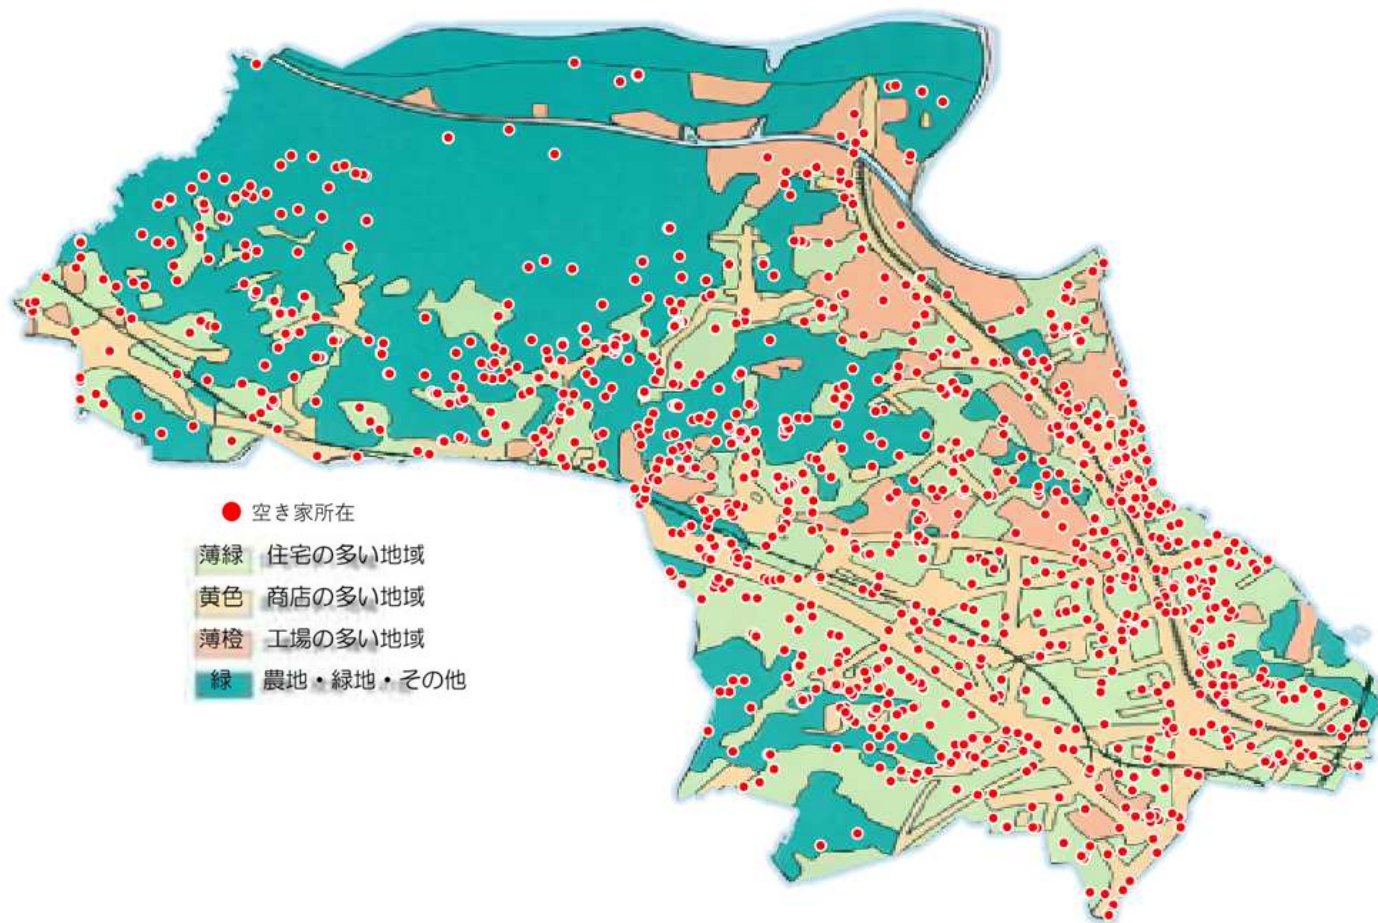 空き家所在
薄緑 住宅の多い地域
黄色 商店の多い地域
薄橙 工場の多い地域
緑 農地・緑地・その他